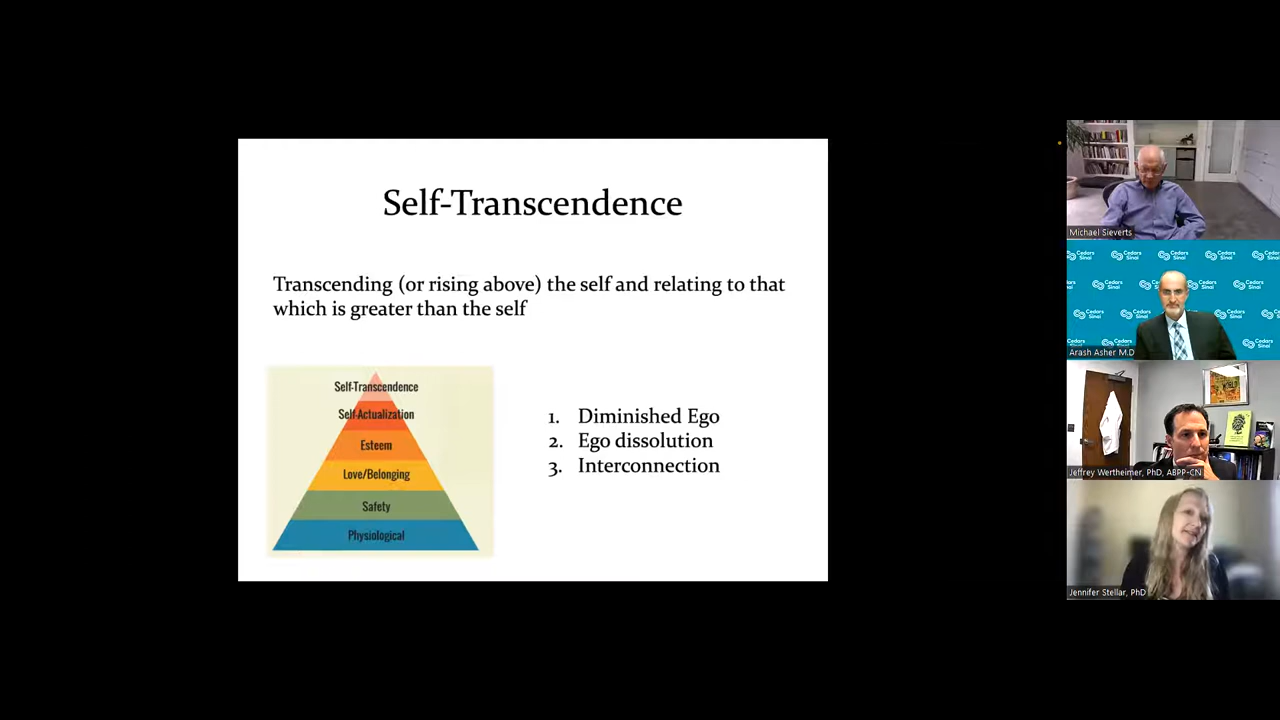 Self-Transcendence
Transcending (or rising above) the self and relating to that
which is greater than the self
Self-Transcendence
Self-Actualization
Esteem
Love/Belonging
Safety
Physiological
1. Diminished Ego
2. Ego dissolution
3. Interconnection
Michael Sieverts
Cedars
Sinai
Arash Asher M.D
Jeffrey Wertheimer, PhD, ABPP-CN
Jennifer Stellar, PhD